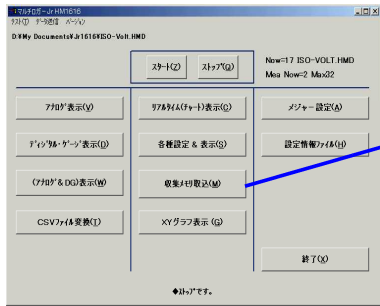 マルチロガｰ-Jr HM1616
テスト(T) データ送信 バージョン
D:¥My Documents¥Jr1616¥ISO-Volt.HMD
スタート(Z) ストップ(Q) Now=17 ISO-VOLT.HMD
Mea Now=2 Max32
アナログ表示(V) リアルタイム(チャート)表示(C) メジャー設定(A)
ディジタル・ゲージ表示(D) 各種設定 & 表示(S) 設定情報ファイル(H)
(アナログ& DG)表示(W) 収集メモリ取込(M)
CSVファイル変換(T) XYグラフ表示 (G)
終了(X)
◆ストップです。